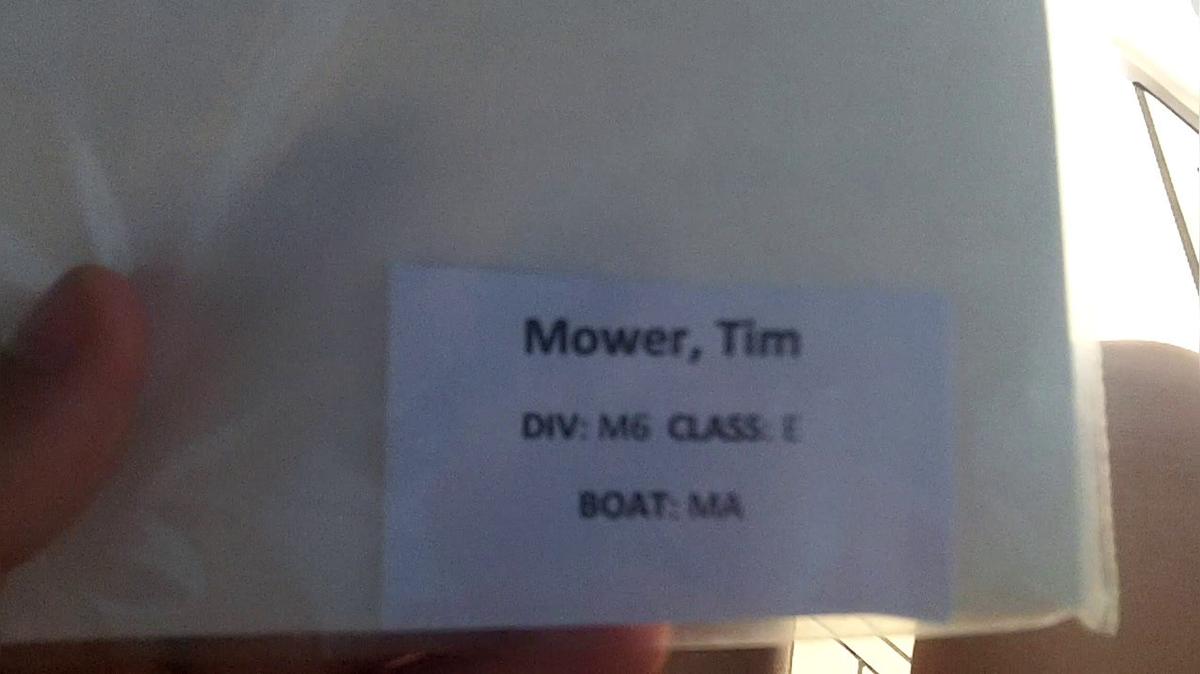 Mower, Tim
DIV: M6 CLASS: E
BOAT: MA